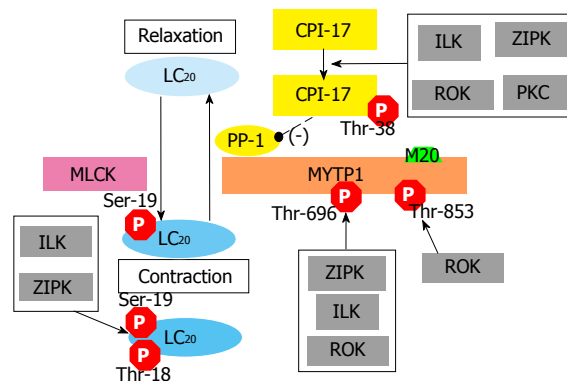 Relaxation
LC20
CPI-17
CPI-17
P
Thr-38
ILK
ZIPK
ROK
PKC
PP-1
(-)
M20
MYTP1
MLCK
Ser-19
P
LC20
Contraction
P
Thr-696
P
Thr-853
ILK
ZIPK
Ser-19
P
LC20
P
Thr-18
ZIPK
ILK
ROK
ROK